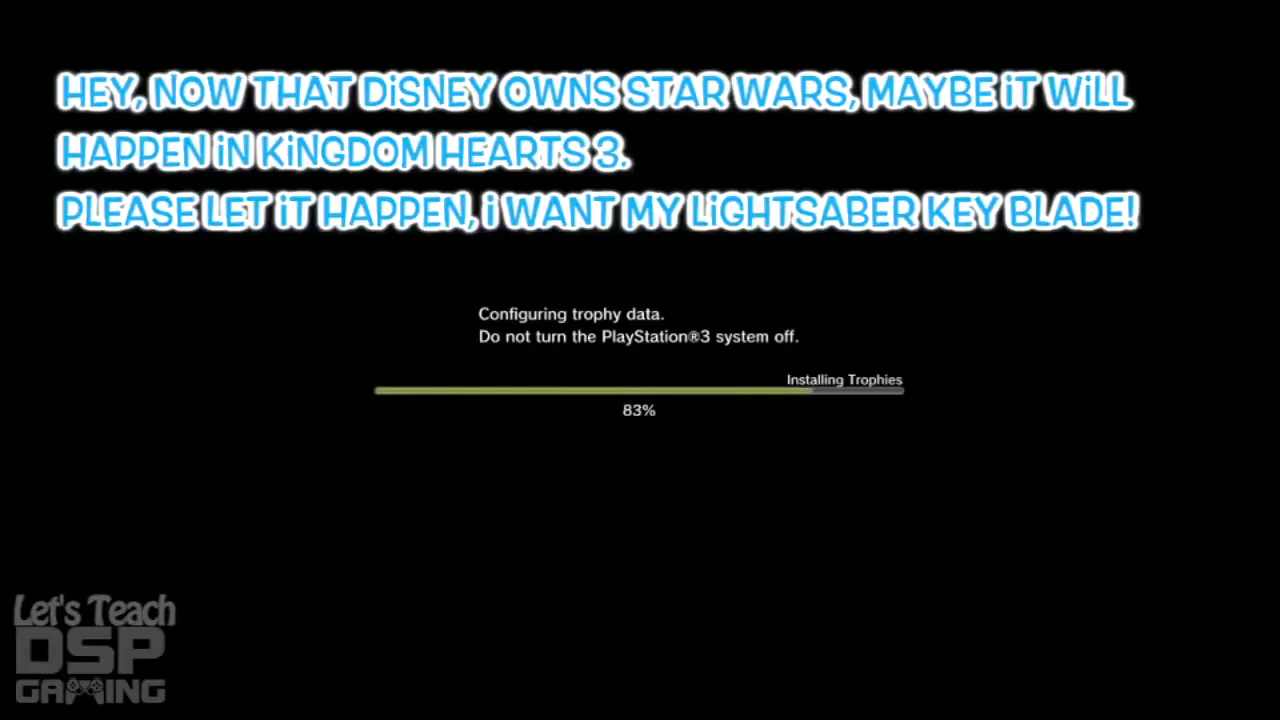 HEY, NOW THAT DiSNEY OWNS STAR WARS, MAYBE iT WiLL
HAPPEN iN KiNGDOM HEARTS 3.
PLEASE LET iT HAPPEN, i WANT MY LiGHTSABER KEY BLADE!
Configuring trophy data.
Do not turn the PlayStation®3 system off.
Installing Trophies
83%
Let's Teach
DSP
GAMING